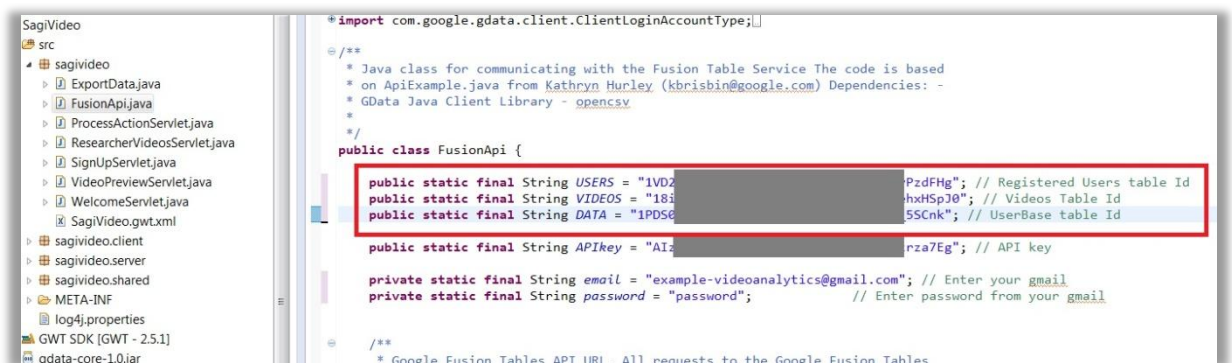 SagiVideo
src
sagivideo
ExportData.java
FusionApi.java
ProcessActionServlet.java
ResearcherVideosServlet.java
SignUpServlet.java
VideoPreviewServlet.java
WelcomeServlet.java
SagiVideo.gwt.xml
sagivideo.client
sagivideo.server
sagivideo.shared
META-INF
log4j.properties
GWT SDK [GWT - 2.5.1]
gdata-core-1.0.jar
import com.google.gdata.client.ClientLoginAccountType;
/**
* Java class for communicating with the Fusion Table Service The code is based
* on ApiExample.java from Kathryn Hurley (kbrisbin@google.com) Dependencies: -
* GData Java Client Library - opencsv
*
*/
public class FusionApi {
public static final String USERS = "1VD2 PzdFHg"; // Registered Users table Id
public static final String VIDEOS = "18i hxHSpJ0"; // Videos Table Id
public static final String DATA = "1PDS0 5SCnk"; // UserBase table Id
public static final String APIkey = "AIz rza7Eg"; // API key
private static final String email = "example-videoanalytics@gmail.com"; // Enter your gmail
private static final String password = "password"; // Enter password from your gmail
/**
* Google Fusion Tables API URL. All requests to the Google Fusion Tables